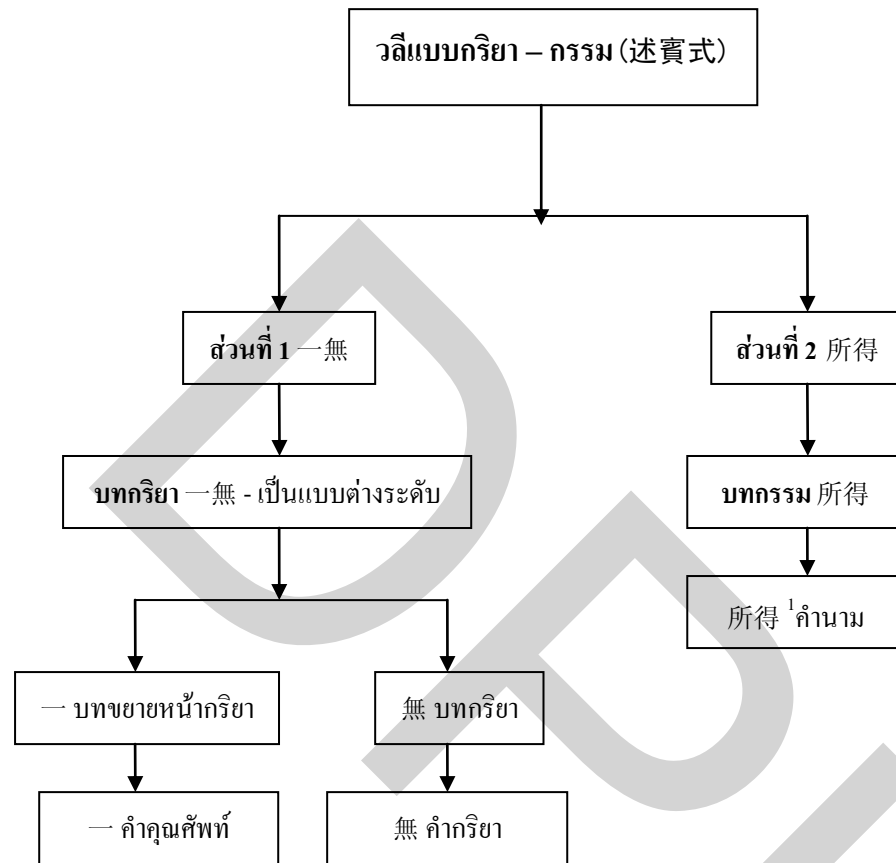 วลีแบบกริยา – กรรม (述賓式)
ส่วนที่ 1 一無
ส่วนที่ 2 所得
บทกริยา 一無 - เป็นแบบต่างระดับ
บทกรรม 所得
所得 ¹คำนาม
一 บทขยายหน้ากริยา
無 บทกริยา
一 คำคุณศัพท์
無 คำกริยา